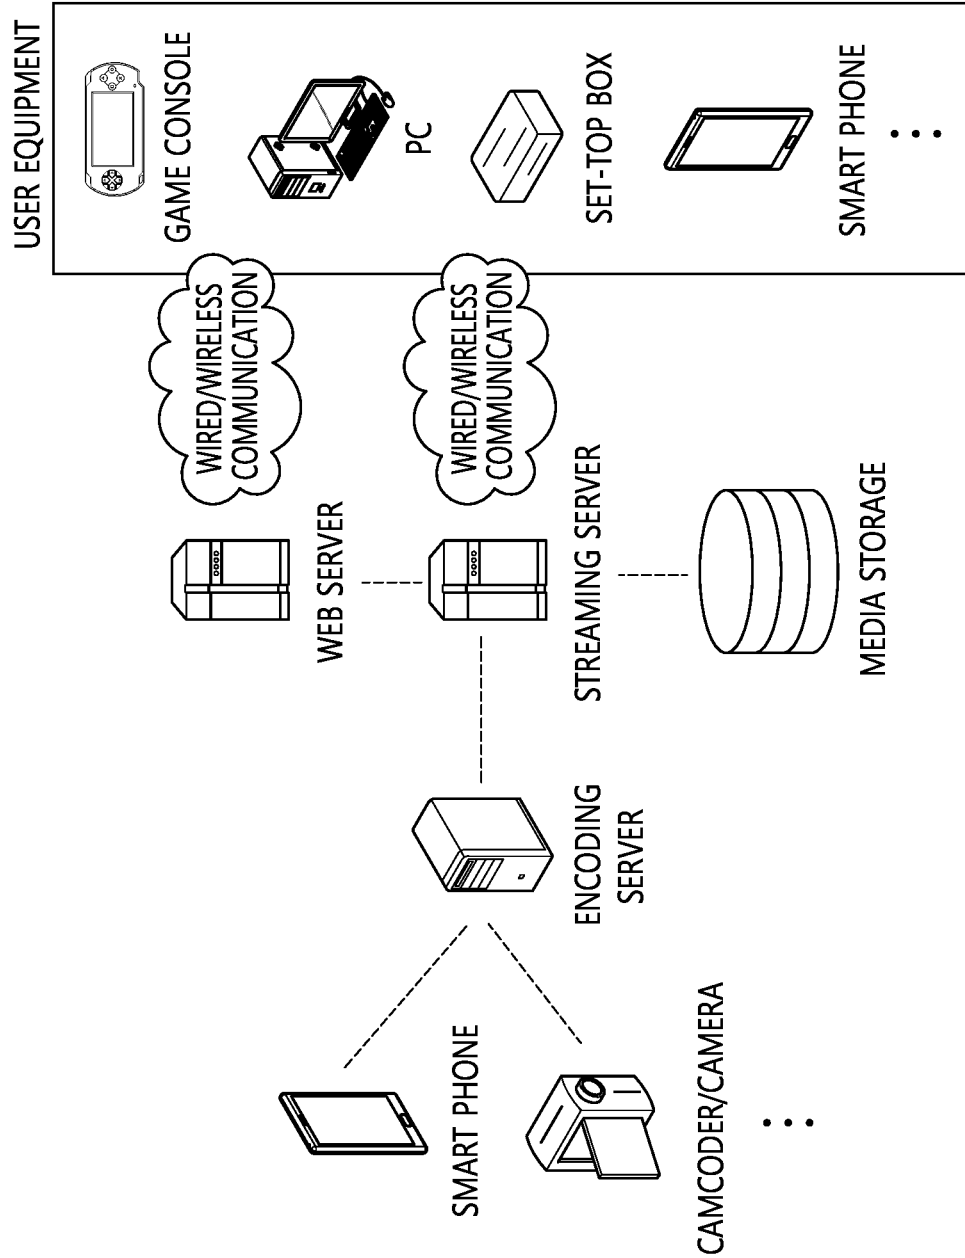 USER EQUIPMENT
GAME CONSOLE
PC
SET-TOP BOX
SMART PHONE
WIRED/WIRELESS
COMMUNICATION
WIRED/WIRELESS
COMMUNICATION
WEB SERVER
STREAMING SERVER
MEDIA STORAGE
ENCODING
SERVER
SMART PHONE
CAMCODER/CAMERA